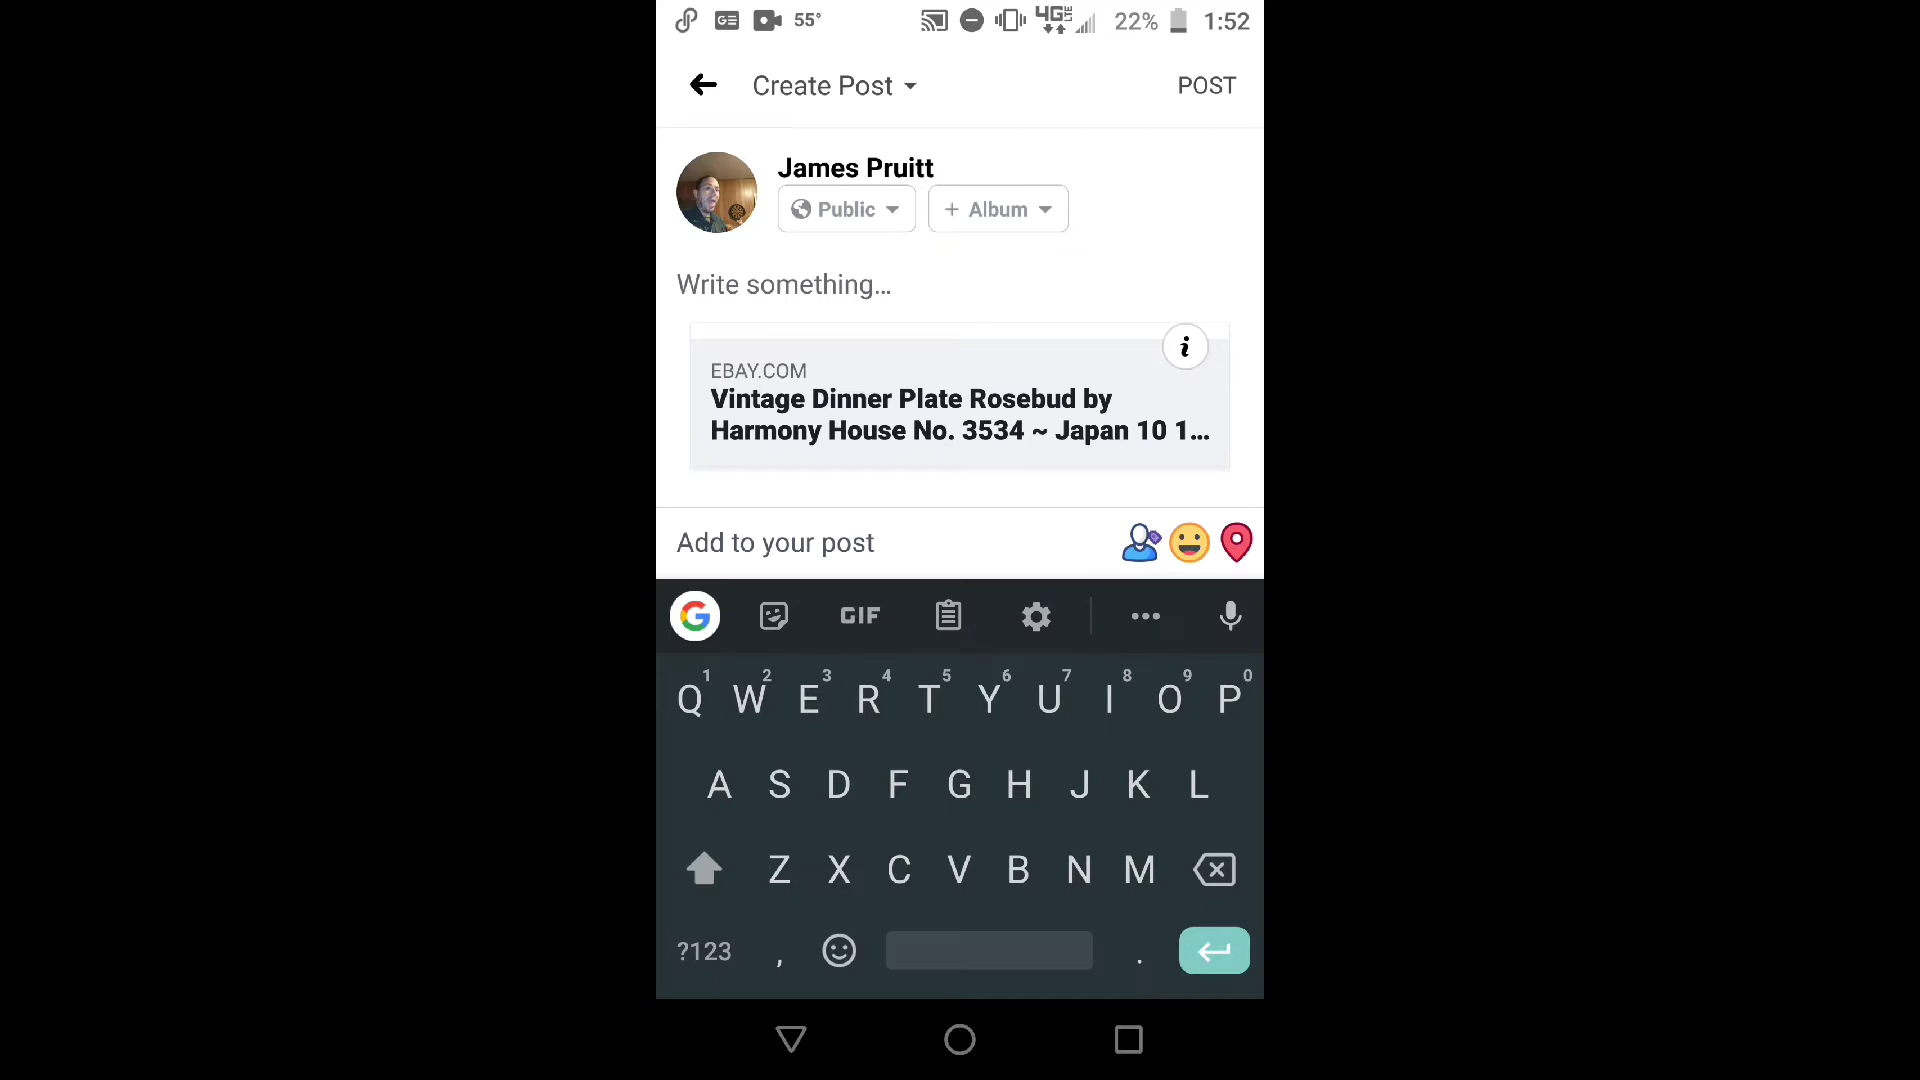 55° 4G LTE 22% 1:52
Create Post POST
James Pruitt
Public + Album
Write something...
EBAY.COM
Vintage Dinner Plate Rosebud by
Harmony House No. 3534 ~ Japan 10 1...
Add to your post
G GIF
1 2 3 4 5 6 7 8 9 0
Q W E R T Y U I O P
A S D F G H J K L
Z X C V B N M
?123 , .